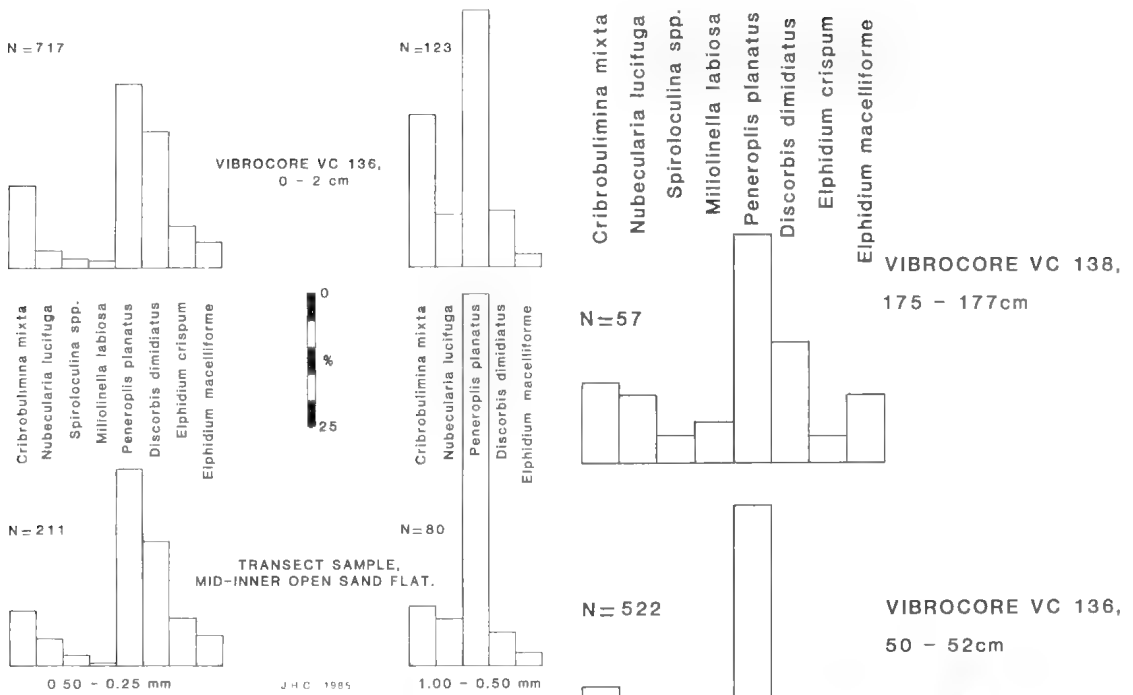 N=717
VIBROCORE VC 136,
0 - 2 cm
N=123
Cribrobulimina mixta
Nubecularia lucifuga
Spiroloculina spp.
Miliolinella labiosa
Peneroplis planatus
Discorbis dimidiatus
Elphidium crispum
Elphidium macelliforme
0
%
25
Cribrobulimina mixta
Nubecularia lucifuga
Peneroplis planatus
Discorbis dimidiatus
Elphidium macelliforme
N=211
TRANSECT SAMPLE,
MID-INNER OPEN SAND FLAT.
N=80
0 50 - 0.25 mm
J H C 1985
1.00 - 0.50 mm
Cribrobulimina mixta
Nubecularia lucifuga
Spiroloculina spp.
Miliolinella labiosa
Peneroplis planatus
Discorbis dimidiatus
Elphidium crispum
Elphidium macelliforme
N=57
VIBROCORE VC 138,
175 - 177cm
N=522
VIBROCORE VC 136,
50 - 52cm